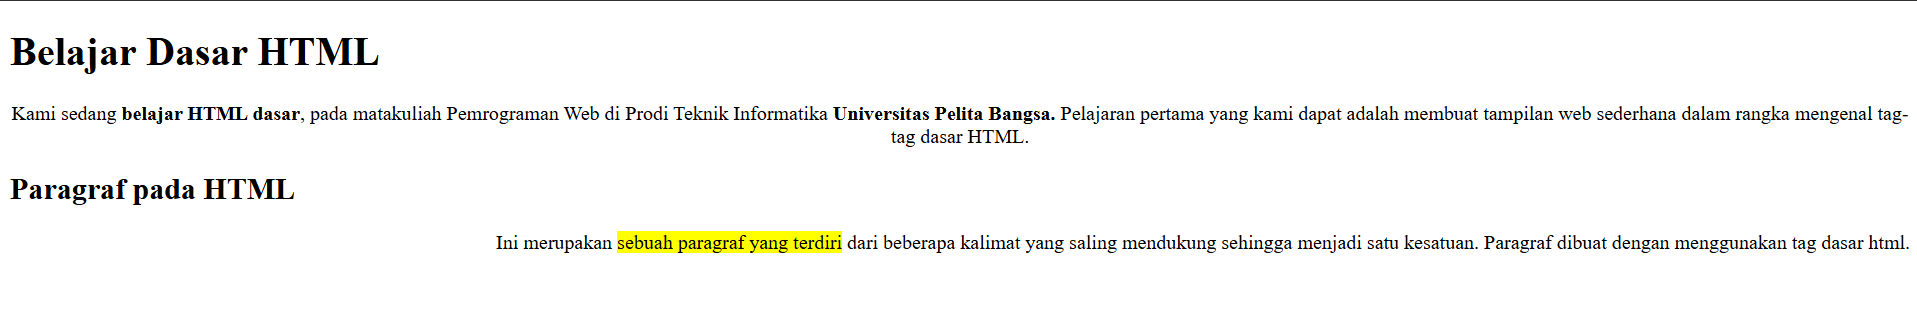 Belajar Dasar HTML
Kami sedang belajar HTML dasar, pada matakuliah Pemrograman Web di Prodi Teknik Informatika Universitas Pelita Bangsa. Pelajaran pertama yang kami dapat adalah membuat tampilan web sederhana dalam rangka mengenal tag-
tag dasar HTML.
Paragraf pada HTML
Ini merupakan sebuah paragraf yang terdiri dari beberapa kalimat yang saling mendukung sehingga menjadi satu kesatuan. Paragraf dibuat dengan menggunakan tag dasar html.